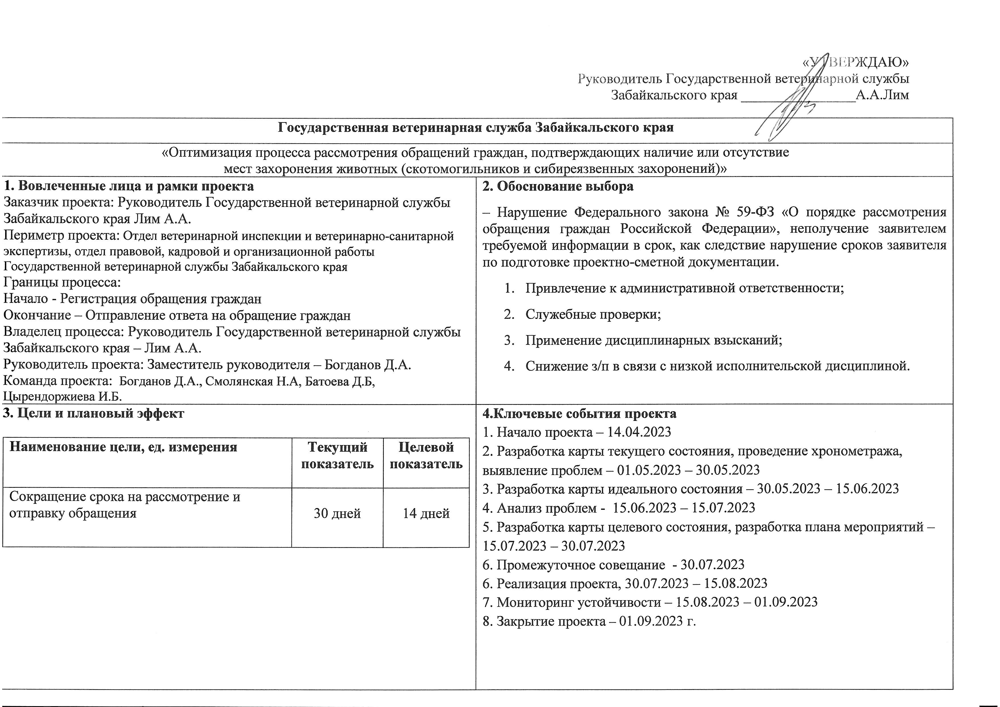 «УТВЕРЖДАЮ»
Руководитель Государственной ветеринарной службы
Забайкальского края ________________А.А.Лим
Государственная ветеринарная служба Забайкальского края
«Оптимизация процесса рассмотрения обращений граждан, подтверждающих наличие или отсутствие
мест захоронения животных (скотомогильников и сибиреязвенных захоронений)»
1. Вовлеченные лица и рамки проекта
Заказчик проекта: Руководитель Государственной ветеринарной службы
Забайкальского края Лим А.А.
Периметр проекта: Отдел ветеринарной инспекции и ветеринарно-санитарной
экспертизы, отдел правовой, кадровой и организационной работы
Государственной ветеринарной службы Забайкальского края
Границы процесса:
Начало - Регистрация обращения граждан
Окончание – Отправление ответа на обращение граждан
Владелец процесса: Руководитель Государственной ветеринарной службы
Забайкальского края – Лим А.А.
Руководитель проекта: Заместитель руководителя – Богданов Д.А.
Команда проекта:  Богданов Д.А., Смолянская Н.А, Батоева Д.Б,
Цырендоржиева И.Б.
2. Обоснование выбора
– Нарушение Федерального закона № 59-ФЗ «О порядке рассмотрения
обращения граждан Российской Федерации», неполучение заявителем
требуемой информации в срок, как следствие нарушение сроков заявителя
по подготовке проектно-сметной документации.
1. Привлечение к административной ответственности;
2. Служебные проверки;
3. Применение дисциплинарных взысканий;
4. Снижение з/п в связи с низкой исполнительской дисциплиной.
3. Цели и плановый эффект
Наименование цели, ед. измерения
Текущий
показатель
Целевой
показатель
Сокращение срока на рассмотрение и
отправку обращения
30 дней
14 дней
4.Ключевые события проекта
1. Начало проекта – 14.04.2023
2. Разработка карты текущего состояния, проведение хронометража,
выявление проблем – 01.05.2023 – 30.05.2023
3. Разработка карты идеального состояния – 30.05.2023 – 15.06.2023
4. Анализ проблем -  15.06.2023 – 15.07.2023
5. Разработка карты целевого состояния, разработка плана мероприятий –
15.07.2023 – 30.07.2023
6. Промежуточное совещание  - 30.07.2023
6. Реализация проекта, 30.07.2023 – 15.08.2023
7. Мониторинг устойчивости – 15.08.2023 – 01.09.2023
8. Закрытие проекта – 01.09.2023 г.